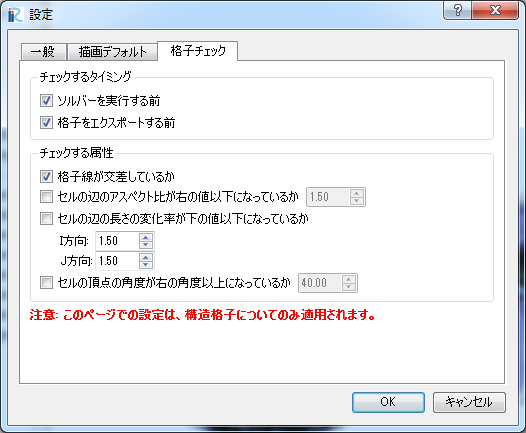 設定
一般 描画デフォルト 格子チェック
チェックするタイミング
ソルバーを実行する前
格子をエクスポートする前
チェックする属性
格子線が交差しているか
セルの辺のアスペクト比が右の値以下になっているか 1.50
セルの辺の長さの変化率が下の値以下になっているか
I方向: 1.50
J方向: 1.50
セルの頂点の角度が右の角度以上になっているか 40.00
注意: このページでの設定は、構造格子についてのみ適用されます。
OK キャンセル